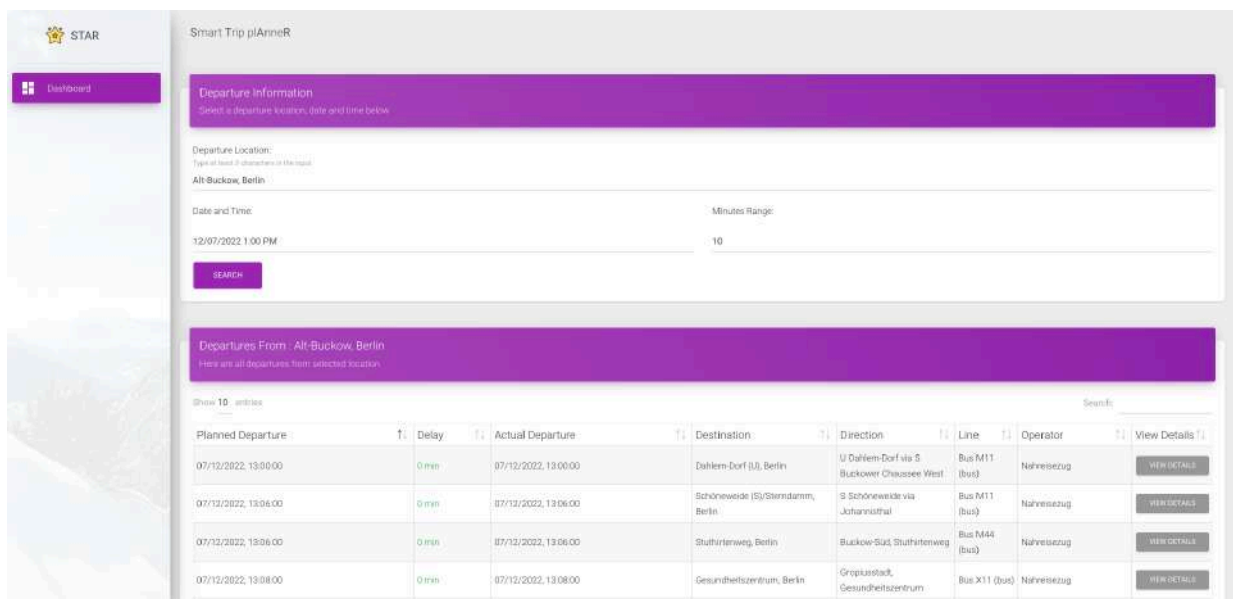 STAR
Smart Trip plAnneR
Dashboard
Departure Information
Select a departure location, date and time below
Departure Location:
Type at least 3 characters in the input
Alt-Buckow, Berlin
Date and Time:
Minutes Range:
12/07/2022 1:00 PM
10
SEARCH
Departures From : Alt-Buckow, Berlin
Here are all departures from selected location
Show 10 entries
Search:
Planned Departure Delay Actual Departure Destination Direction Line Operator View Details
07/12/2022, 13:00:00 0 min 07/12/2022, 13:00:00 Dahlem-Dorf (U), Berlin U Dahlem-Dorf via S Bus M11 Nahreisezug VIEW DETAILS
Buckower Chaussee West (bus)
07/12/2022, 13:06:00 0 min 07/12/2022, 13:06:00 Schöneweide (S)/Sterndamm, S Schöneweide via Bus M11 Nahreisezug VIEW DETAILS
Berlin Johannisthal (bus)
07/12/2022, 13:06:00 0 min 07/12/2022, 13:06:00 Stuthirtenweg, Berlin Buckow-Süd, Stuthirtenweg Bus M44 Nahreisezug VIEW DETAILS
(bus)
07/12/2022, 13:08:00 0 min 07/12/2022, 13:08:00 Gesundheitszentrum, Berlin Gropiusstadt, Bus X11 (bus) Nahreisezug VIEW DETAILS
Gesundheitszentrum